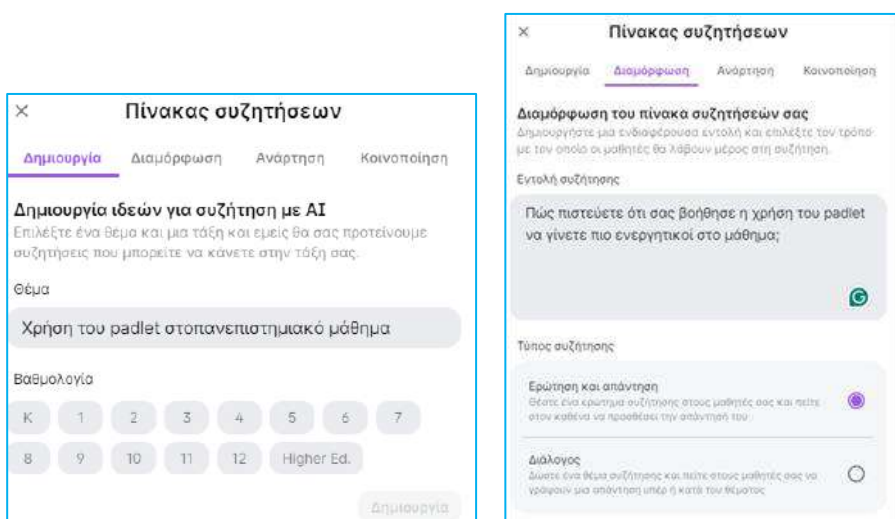 Πίνακας συζητήσεων
Δημιουργία Διαμόρφωση Ανάρτηση Κοινοποίηση
Δημιουργία ιδεών για συζήτηση με AI
Επιλέξτε ένα θέμα και μια τάξη και εμείς θα σας προτείνουμε
συζητήσεις που μπορείτε να κάνετε στην τάξη σας.
Θέμα
Χρήση του padlet στοπανεπιστημιακό μάθημα
Βαθμολογία
K 1 2 3 4 5 6 7
8 9 10 11 12 Higher Ed.
Δημιουργία
Πίνακας συζητήσεων
Δημιουργία Διαμόρφωση Ανάρτηση Κοινοποίηση
Διαμόρφωση του πίνακα συζητήσεών σας
Δημιουργήστε μια ενδιαφέρουσα εντολή και επιλέξτε τον τρόπο
με τον οποίο οι μαθητές θα λάβουν μέρος στη συζήτηση.
Εντολή συζήτησης
Πώς πιστεύετε ότι σας βοήθησε η χρήση του padlet
να γίνετε πιο ενεργητικοί στο μάθημα;
Τύπος συζήτησης
Ερώτηση και απάντηση
Θέστε ένα ερώτημα συζήτησης στους μαθητές σας και πείτε
στον καθένα να προσθέσει την απάντησή του
Διάλογος
Δώστε ένα θέμα συζήτησης και πείτε στους μαθητές σας να
γράψουν μια απάντηση υπέρ ή κατά του θέματος